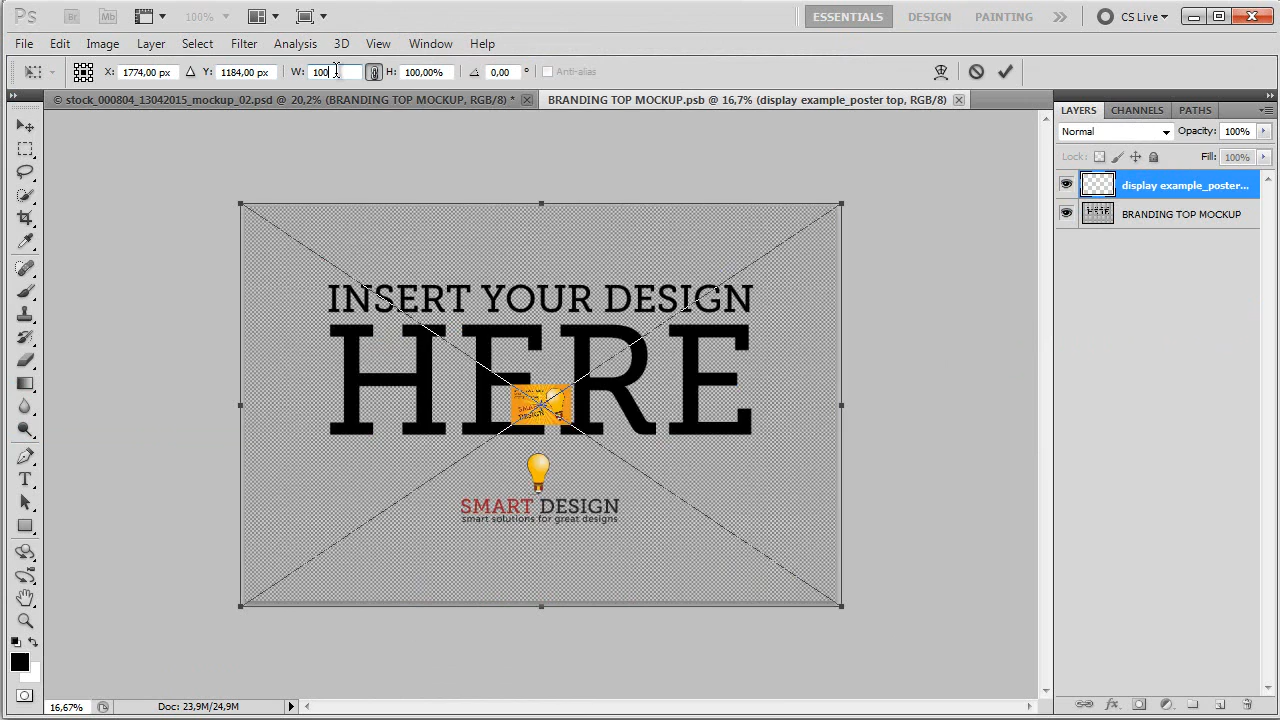 Ps Br Mb 100% ESSENTIALS DESIGN PAINTING CS Live
File Edit Image Layer Select Filter Analysis 3D View Window Help
X: 1774,00 px Y: 1184,00 px W: 100 H: 100,00% 0,00 ° Anti-alias
© stock_000804_13042015_mockup_02.psd @ 20,2% (BRANDING TOP MOCKUP, RGB/8) * BRANDING TOP MOCKUP.psb @ 16,7% (display example_poster top, RGB/8)
LAYERS CHANNELS PATHS
Normal Opacity: 100%
Lock: Fill: 100%
display example_poster...
BRANDING TOP MOCKUP
INSERT YOUR DESIGN
HERE
SMART DESIGN
smart solutions for great designs
16,67% Doc: 23,9M/24,9M